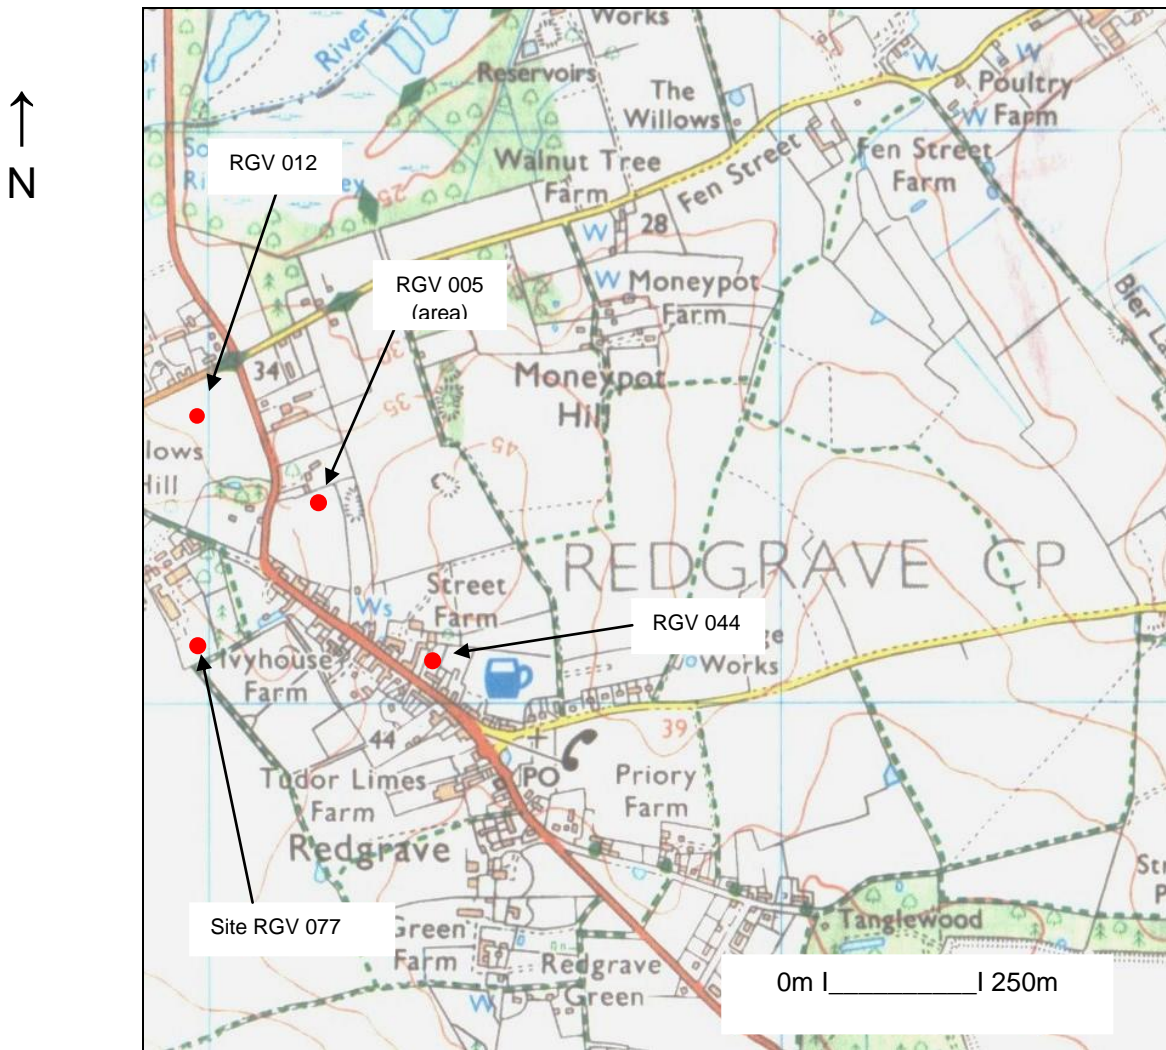 ↑
N
Works
River
Reservoirs
The
Willows
W
W
Poultry
Farm
W
Fen Street
Walnut Tree
Farm
Fen Street
Farm
25
RGV 012
W
28
RGV 005
(area)
W
Moneypot
Farm
34
35
Moneypot
Hill
45
REDGRAVE CP
Street
Farm
Ws
RGV 044
Works
Ivyhouse
Farm
44
39
Tudor Limes
Farm
PO
Priory
Farm
Redgrave
Site RGV 077
Green
Farm
Tanglewood
Redgrave
Green
W
0m I__________I 250m